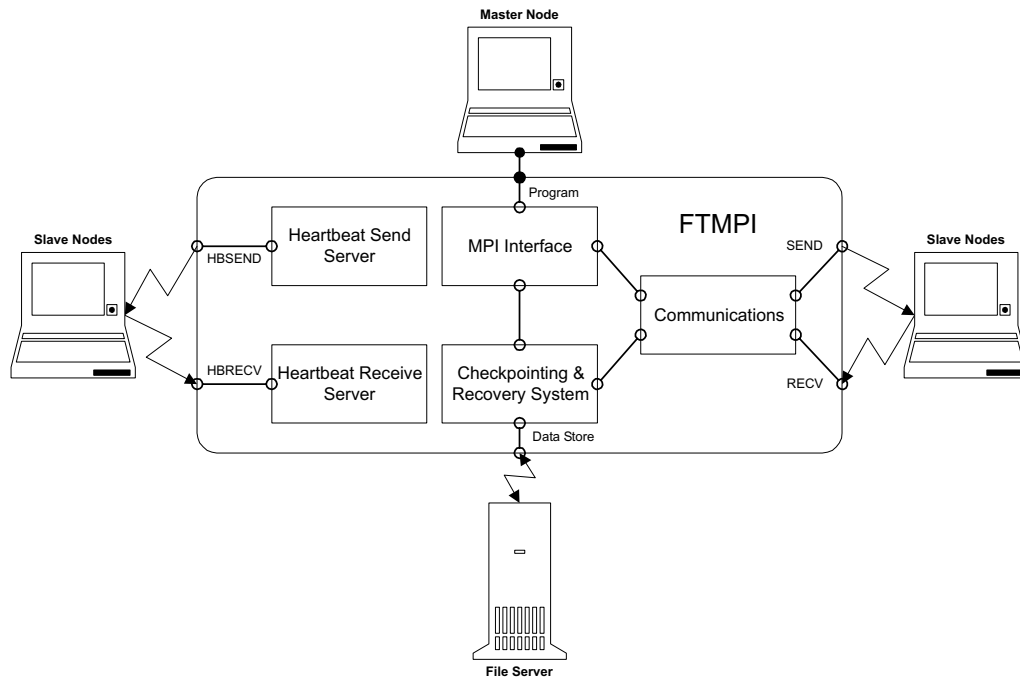 Master Node
Program
FTMPI
Slave Nodes
HBSEND
Heartbeat Send
Server
MPI Interface
SEND
Slave Nodes
Communications
HBRECV
Heartbeat Receive
Server
Checkpointing &
Recovery System
RECV
Data Store
File Server